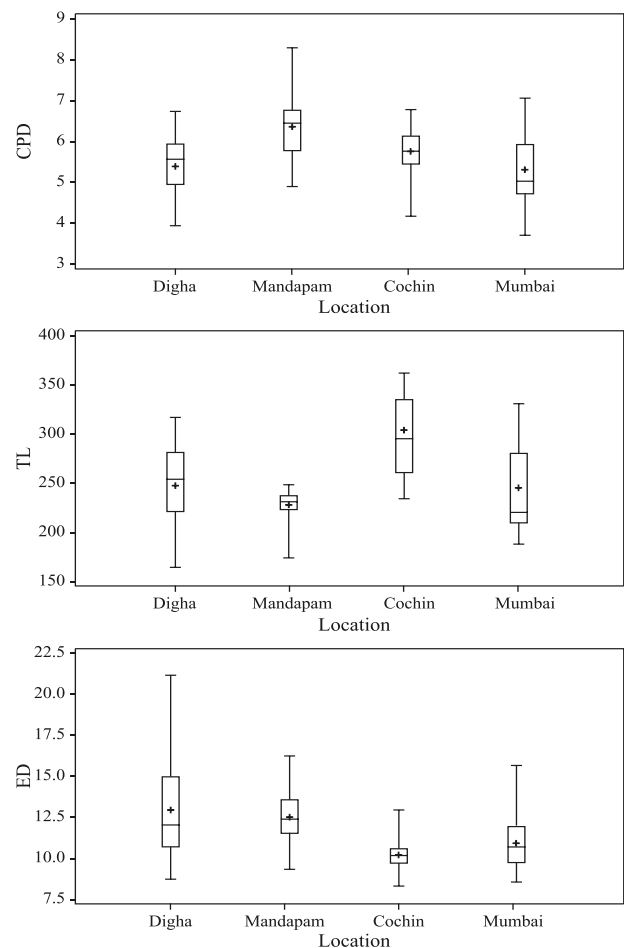 9
8
7
6
5
4
3
CPD
Digha Mandapam Cochin Mumbai
Location
400
350
300
250
200
150
TL
Digha Mandapam Cochin Mumbai
Location
22.5
20.0
17.5
15.0
12.5
10.0
7.5
ED
Digha Mandapam Cochin Mumbai
Location